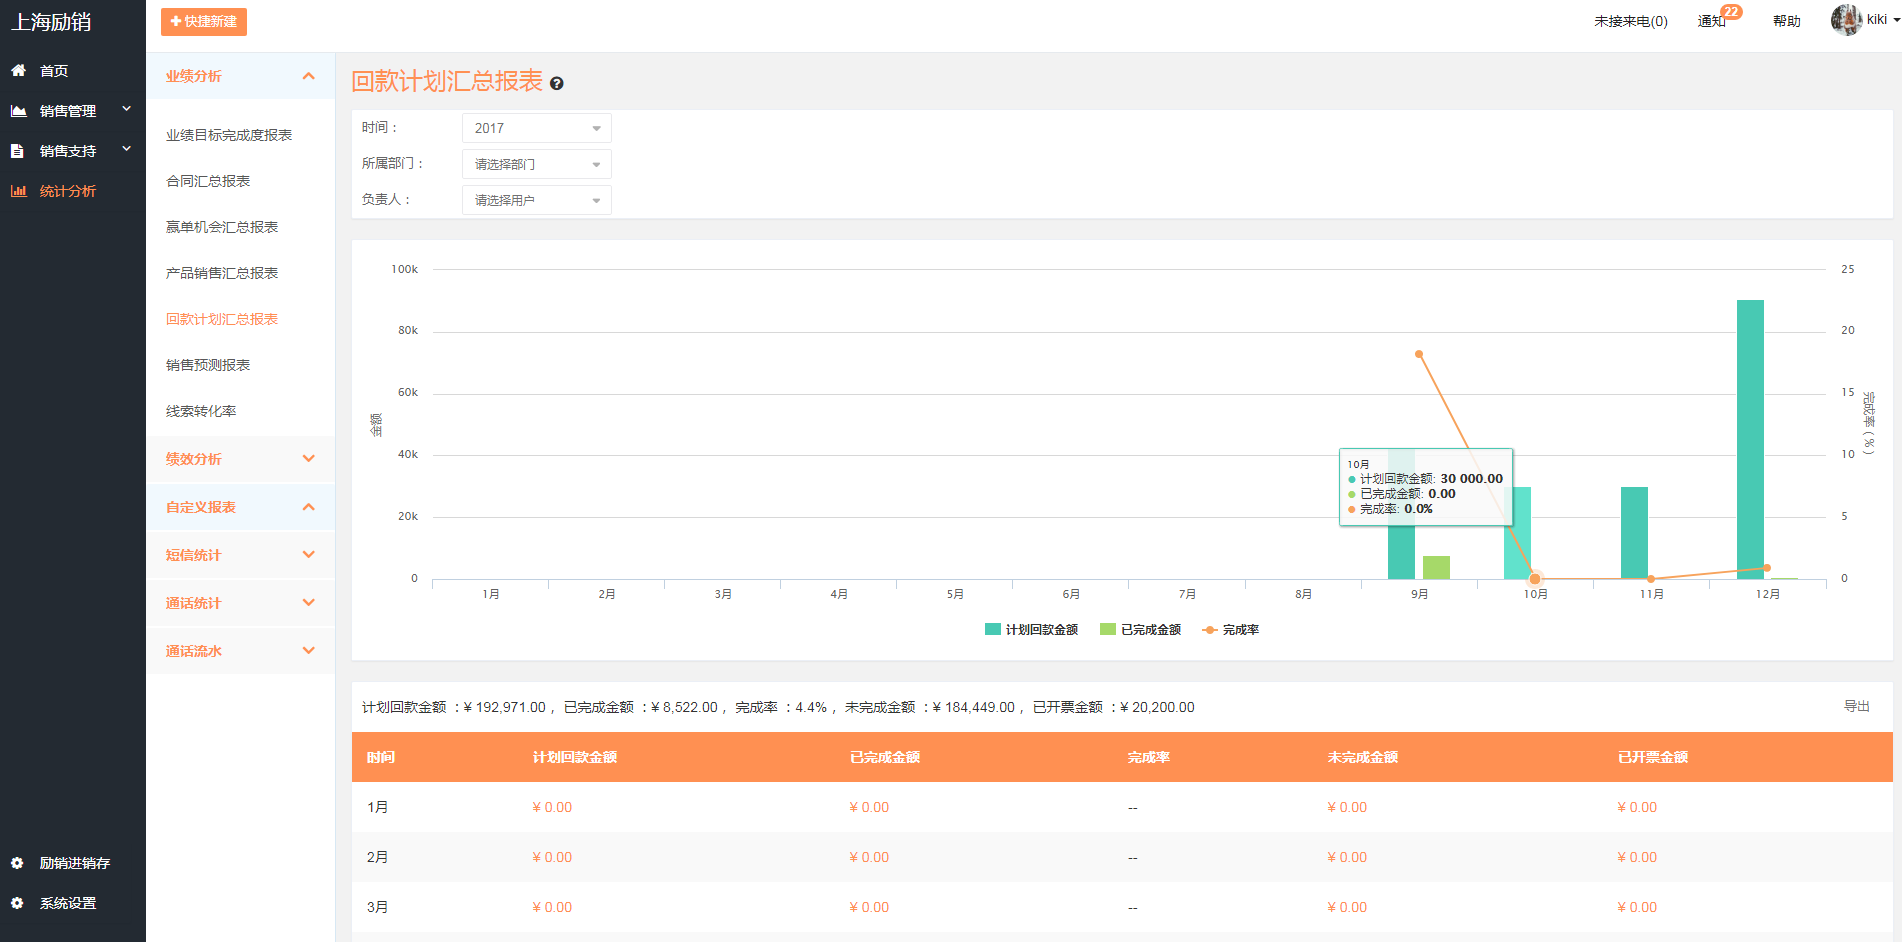 上海励销
快捷新建
未接来电(0)
通知
22
帮助
kiki
首页
销售管理
销售支持
统计分析
励销进销存
系统设置
业绩分析
业绩目标完成度报表
合同汇总报表
赢单机会汇总报表
产品销售汇总报表
回款计划汇总报表
销售预测报表
线索转化率
绩效分析
自定义报表
短信统计
通话统计
通话流水
回款计划汇总报表
时间：
2017
所属部门：
请选择部门
负责人：
请选择用户
100k
80k
60k
40k
20k
0
金额
25
20
15
10
5
0
完成率（%）
10月
计划回款金额: 30 000.00
已完成金额: 0.00
完成率: 0.0%
1月 2月 3月 4月 5月 6月 7月 8月 9月 10月 11月 12月
计划回款金额 已完成金额 完成率
计划回款金额 ：¥ 192,971.00 ，已完成金额 ：¥ 8,522.00 ，完成率 ：4.4% ，未完成金额 ：¥ 184,449.00 ，已开票金额 ：¥ 20,200.00
导出
时间 计划回款金额 已完成金额 完成率 未完成金额 已开票金额
1月 ¥ 0.00 ¥ 0.00 -- ¥ 0.00 ¥ 0.00
2月 ¥ 0.00 ¥ 0.00 -- ¥ 0.00 ¥ 0.00
3月 ¥ 0.00 ¥ 0.00 -- ¥ 0.00 ¥ 0.00